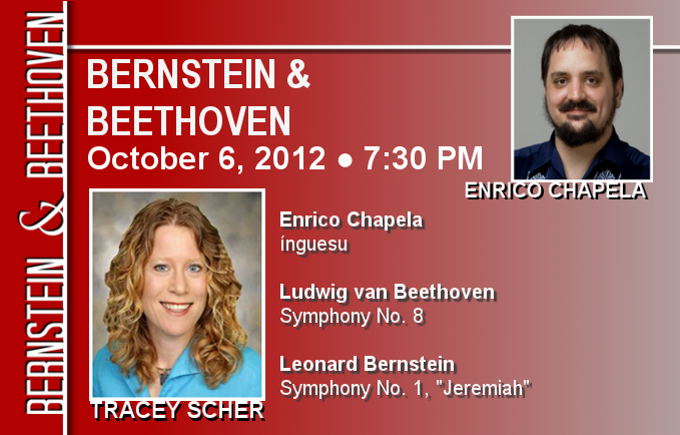 BERNSTEIN & BEETHOVEN
BERNSTEIN &
BEETHOVEN
October 6, 2012 ● 7:30 PM
ENRICO CHAPELA
Enrico Chapela
ínguesu
Ludwig van Beethoven
Symphony No. 8
Leonard Bernstein
Symphony No. 1, "Jeremiah"
TRACEY SCHER